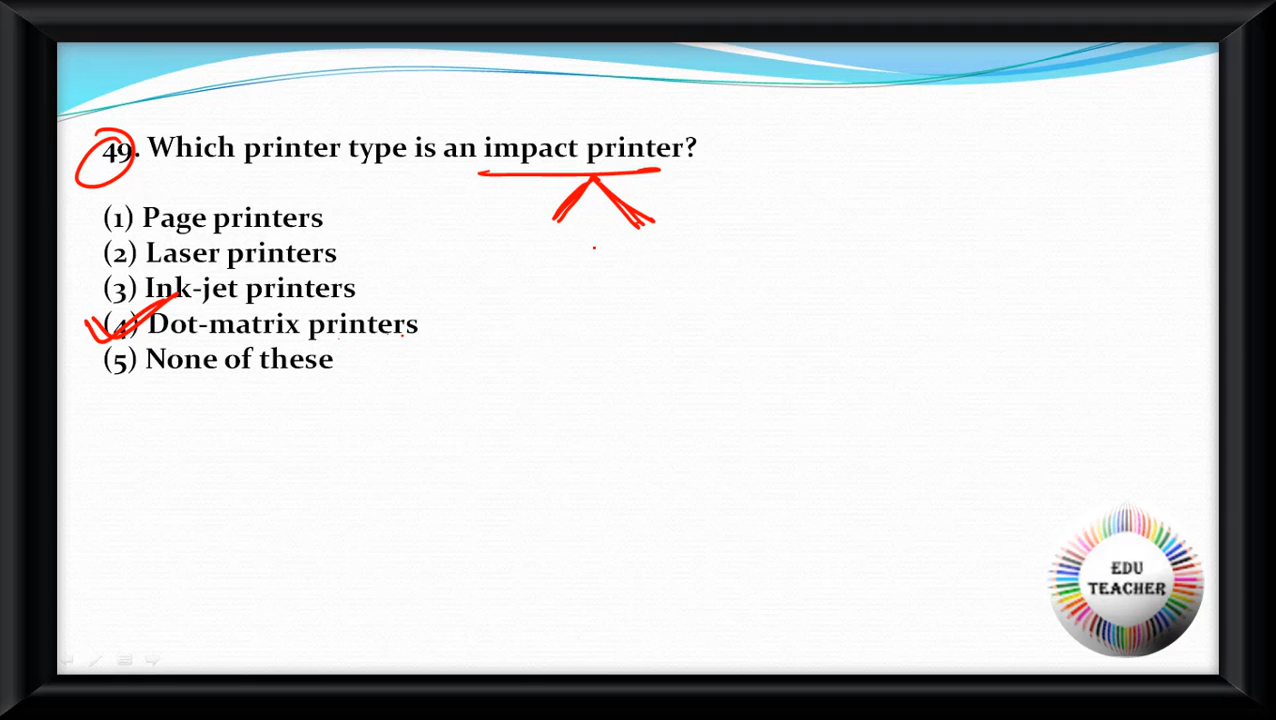 49. Which printer type is an impact printer?
(1) Page printers
(2) Laser printers
(3) Ink-jet printers
(4) Dot-matrix printers
(5) None of these
EDU
TEACHER